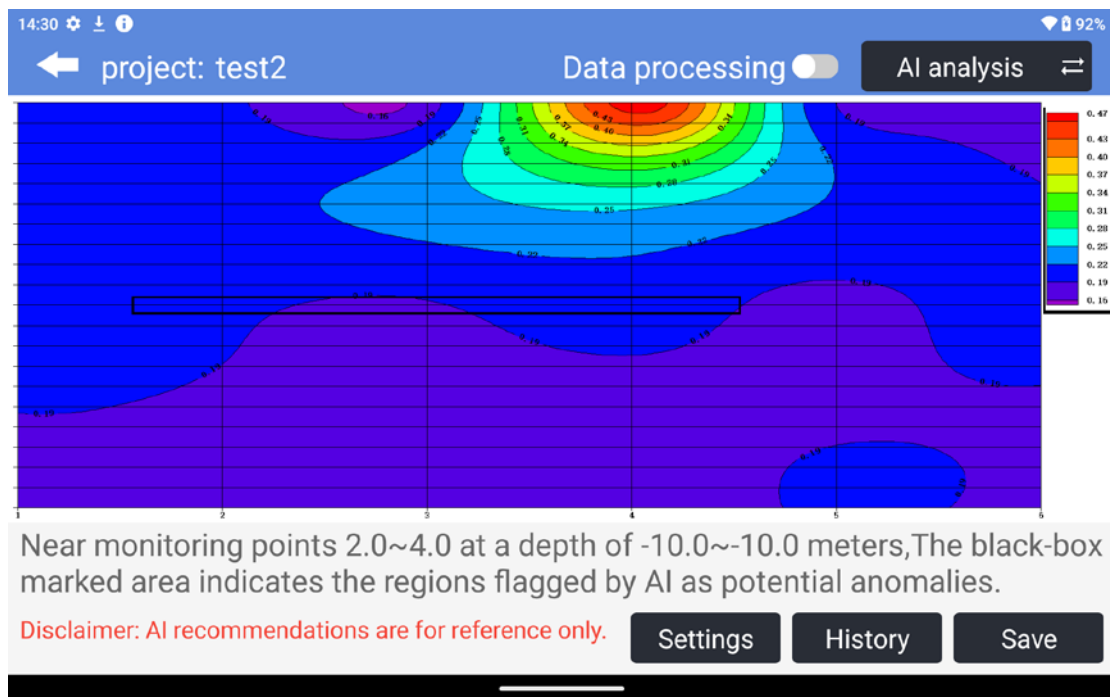 14:30 92%
project: test2 Data processing AI analysis
0.47
0.43
0.40
0.37
0.34
0.31
0.28
0.25
0.22
0.19
0.16
1 2 3 4 5 6
Near monitoring points 2.0~4.0 at a depth of -10.0~-10.0 meters,The black-box
marked area indicates the regions flagged by AI as potential anomalies.
Disclaimer: AI recommendations are for reference only.
Settings History Save